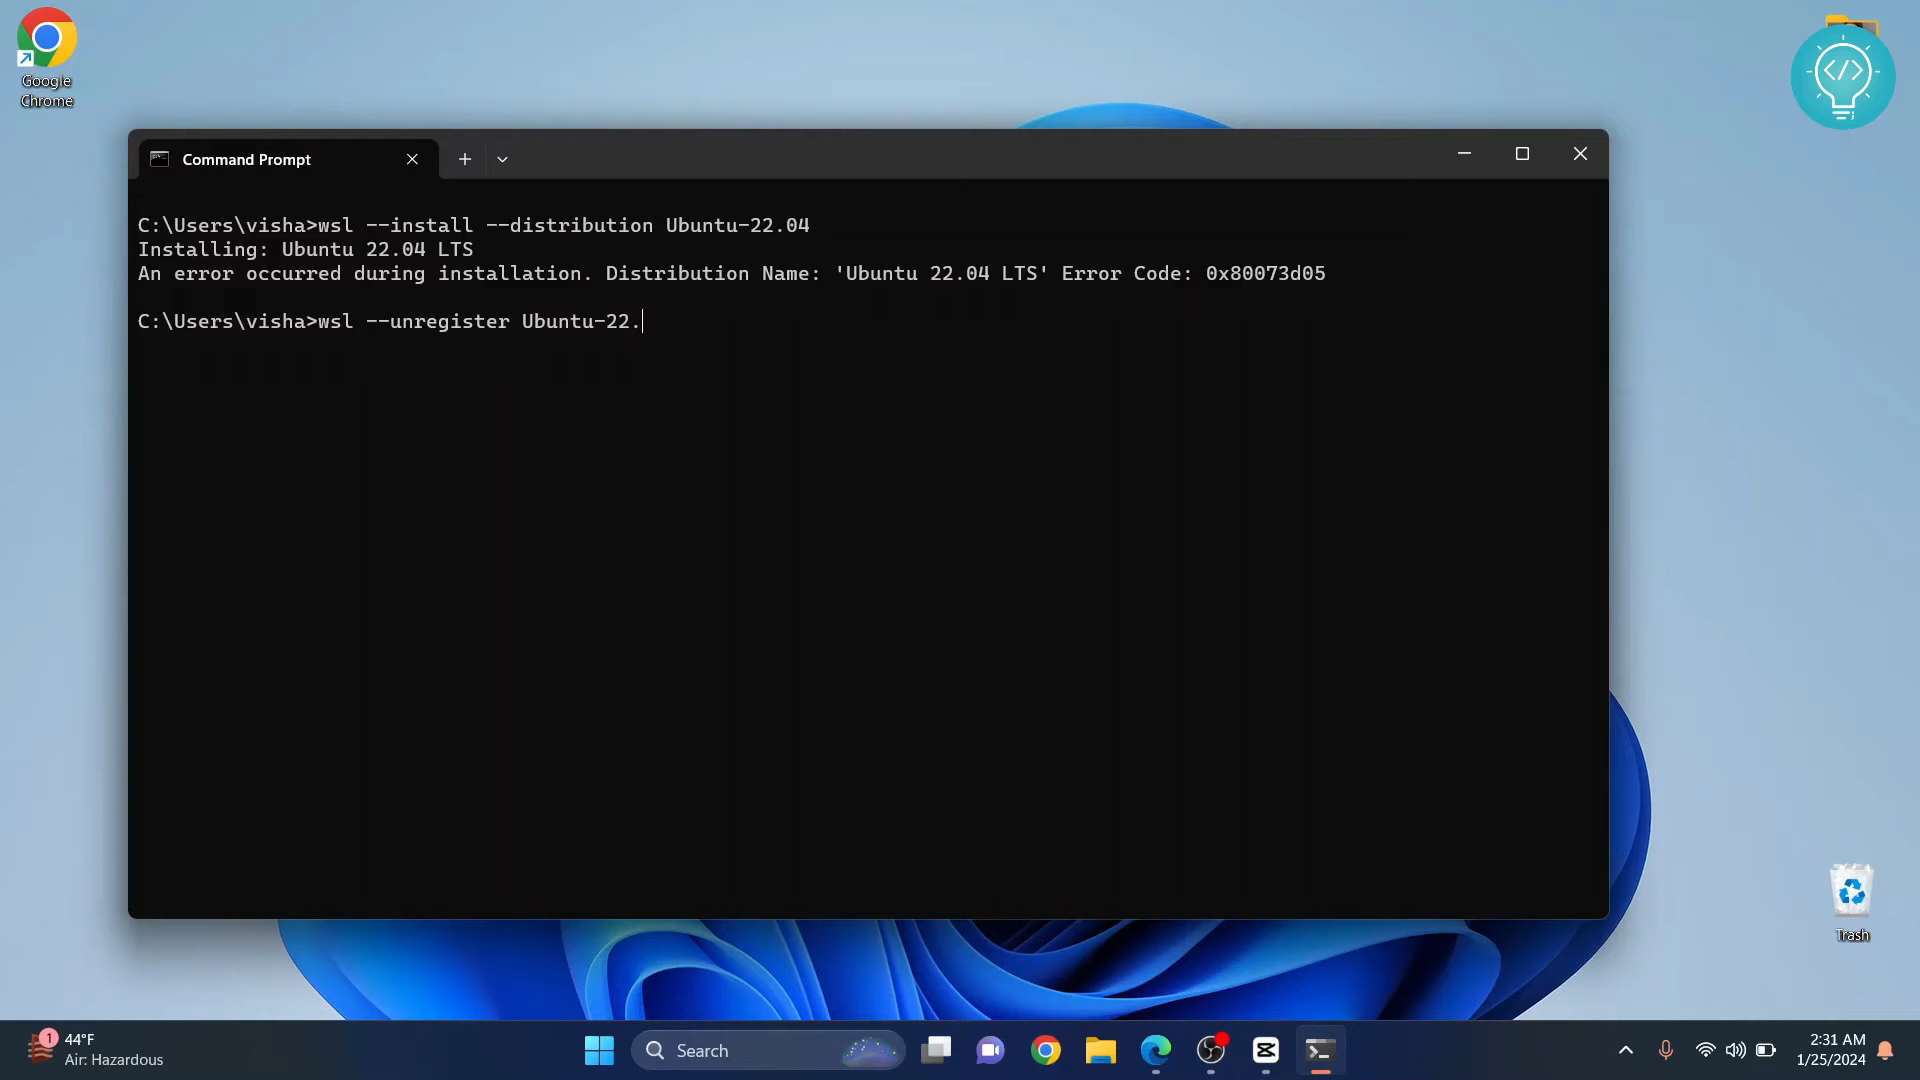 Google
Chrome
Command Prompt
C:\Users\visha>wsl --install --distribution Ubuntu-22.04
Installing: Ubuntu 22.04 LTS
An error occurred during installation. Distribution Name: 'Ubuntu 22.04 LTS' Error Code: 0x80073d05
C:\Users\visha>wsl --unregister Ubuntu-22.
Trash
1
44°F
Air: Hazardous
Search
2:31 AM
1/25/2024